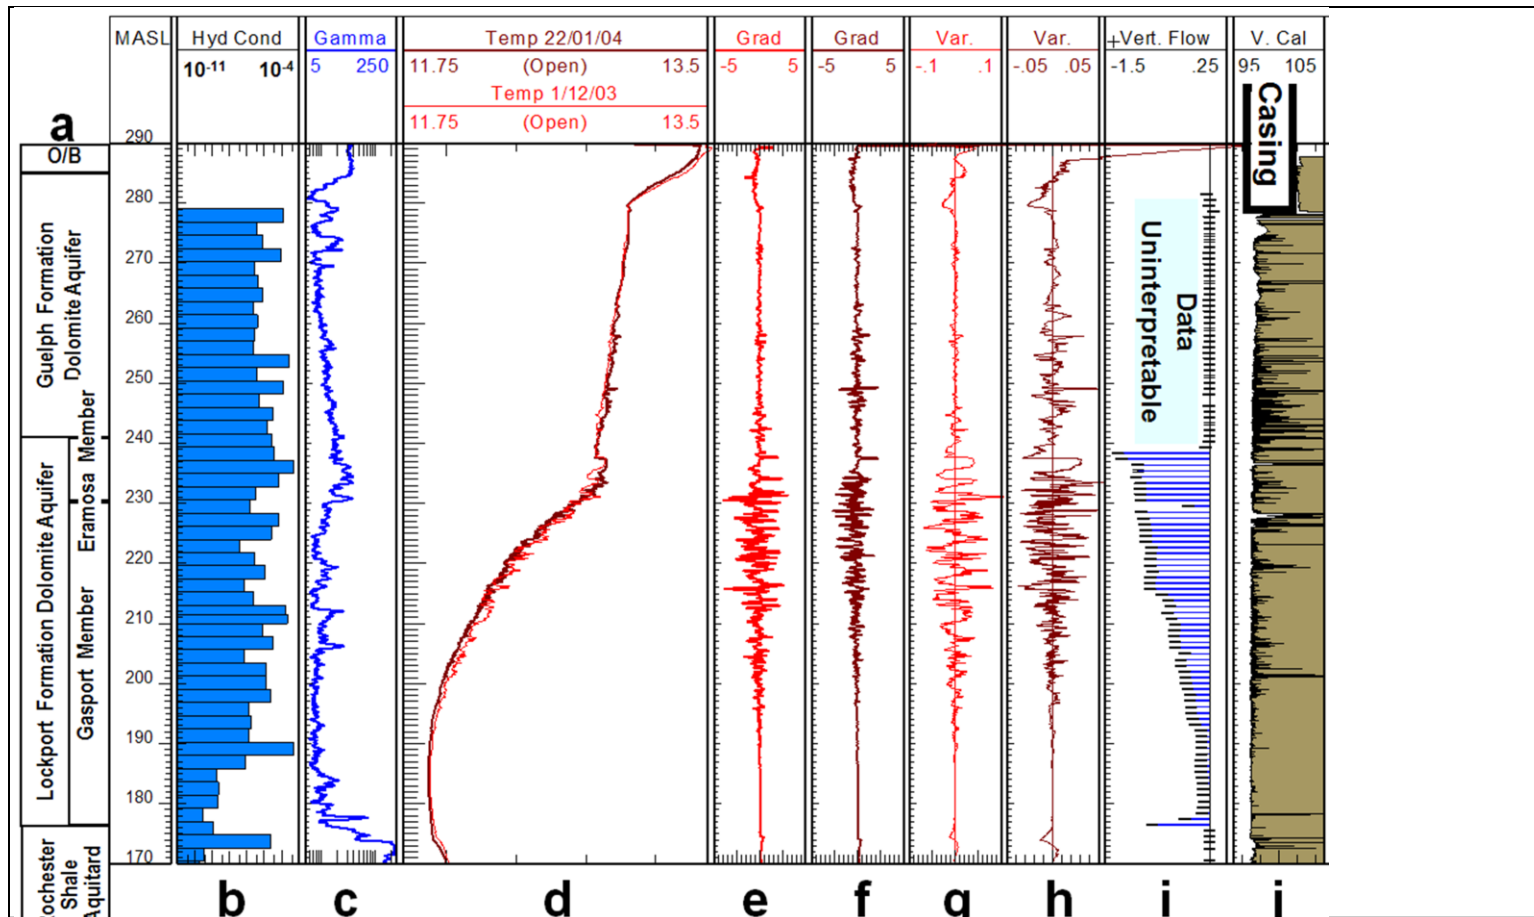 MASL Hyd Cond Gamma Temp 22/01/04 Grad Grad Var. Var. +Vert. Flow V. Cal
10-11 10-4 5 250 11.75 (Open) 13.5 -5 5 -5 5 -.1 .1 -.05 .05 -1.5 .25 95 105
Temp 1/12/03
11.75 (Open) 13.5
a
290
O/B
Casing
280
270
260
250
240
230
220
210
200
190
180
170
Guelph Formation
Dolomite Aquifer
Lockport Formation Dolomite Aquifer
Eramosa Member
Gasport Member
Rochester
Shale
Aquitard
Data
Uninterpretable
b c d e f g h i j